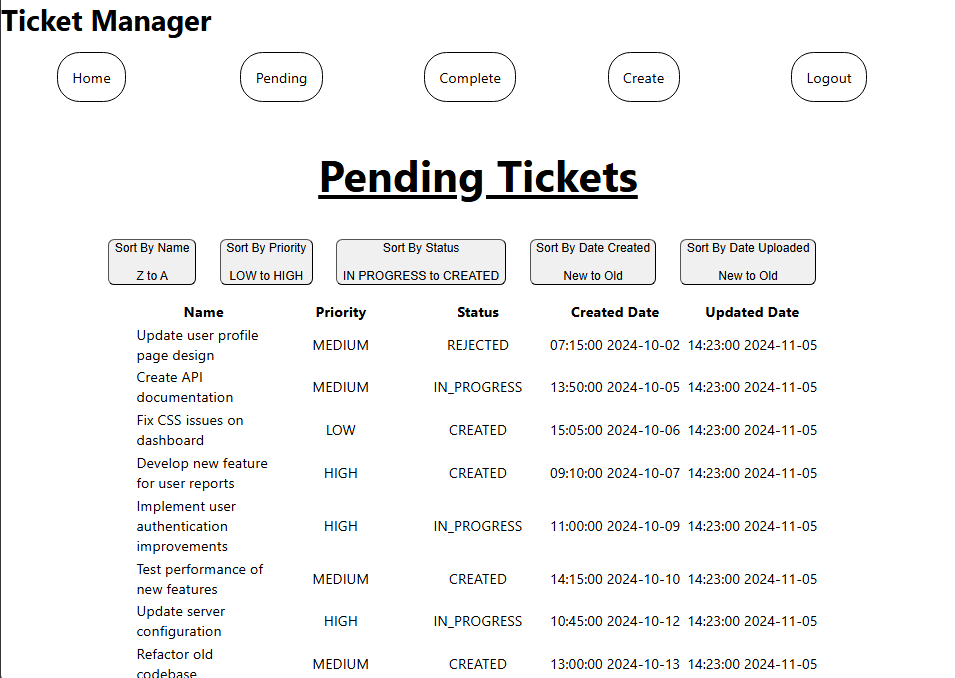 Ticket Manager
Home Pending Complete Create Logout
Pending Tickets
Sort By Name Sort By Priority Sort By Status Sort By Date Created Sort By Date Uploaded
Z to A LOW to HIGH IN PROGRESS to CREATED New to Old New to Old
Name Priority Status Created Date Updated Date
Update user profile
page design MEDIUM REJECTED 07:15:00 2024-10-02 14:23:00 2024-11-05
Create API
documentation MEDIUM IN_PROGRESS 13:50:00 2024-10-05 14:23:00 2024-11-05
Fix CSS issues on
dashboard LOW CREATED 15:05:00 2024-10-06 14:23:00 2024-11-05
Develop new feature
for user reports HIGH CREATED 09:10:00 2024-10-07 14:23:00 2024-11-05
Implement user
authentication HIGH IN_PROGRESS 11:00:00 2024-10-09 14:23:00 2024-11-05
improvements
Test performance of
new features MEDIUM CREATED 14:15:00 2024-10-10 14:23:00 2024-11-05
Update server
configuration HIGH IN_PROGRESS 10:45:00 2024-10-12 14:23:00 2024-11-05
Refactor old
codebase MEDIUM CREATED 13:00:00 2024-10-13 14:23:00 2024-11-05